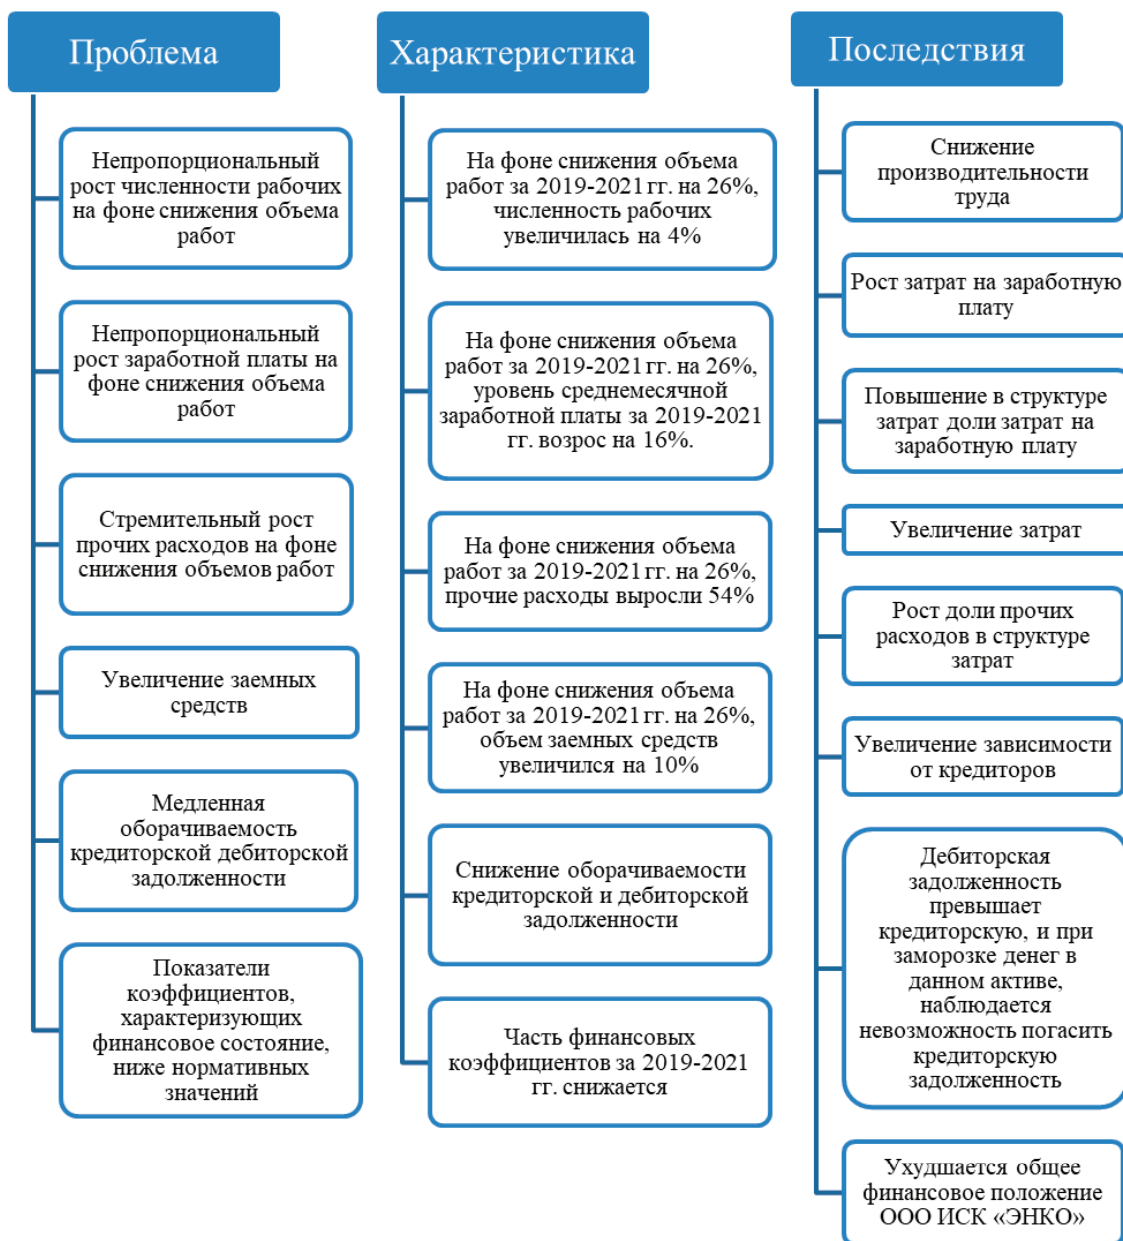 Проблема
Непропорциональный
рост численности рабочих
на фоне снижения объема
работ
Непропорциональный
рост заработной платы на
фоне снижения объема
работ
Стремительный рост
прочих расходов на фоне
снижения объемов работ
Увеличение заемных
средств
Медленная
оборачиваемость
кредиторской дебиторской
задолженности
Показатели
коэффициентов,
характеризующих
финансовое состояние,
ниже нормативных
значений
Характеристика
На фоне снижения объема
работ за 2019-2021 гг. на 26%,
численность рабочих
увеличилась на 4%
На фоне снижения объема
работ за 2019-2021 гг. на 26%,
уровень среднемесячной
заработной платы за 2019-2021
гг. возрос на 16%.
На фоне снижения объема
работ за 2019-2021 гг. на 26%,
прочие расходы выросли 54%
На фоне снижения объема
работ за 2019-2021 гг. на 26%,
объем заемных средств
увеличился на 10%
Снижение оборачиваемости
кредиторской и дебиторской
задолженности
Часть финансовых
коэффициентов за 2019-2021
гг. снижается
Последствия
Снижение
производительности
труда
Рост затрат на заработную
плату
Повышение в структуре
затрат доли затрат на
заработную плату
Увеличение затрат
Рост доли прочих
расходов в структуре
затрат
Увеличение зависимости
от кредиторов
Дебиторская
задолженность
превышает
кредиторскую, и при
заморозке денег в
данном активе,
наблюдается
невозможность погасить
кредиторскую
задолженность
Ухудшается общее
финансовое положение
ООО ИСК «ЭНКО»